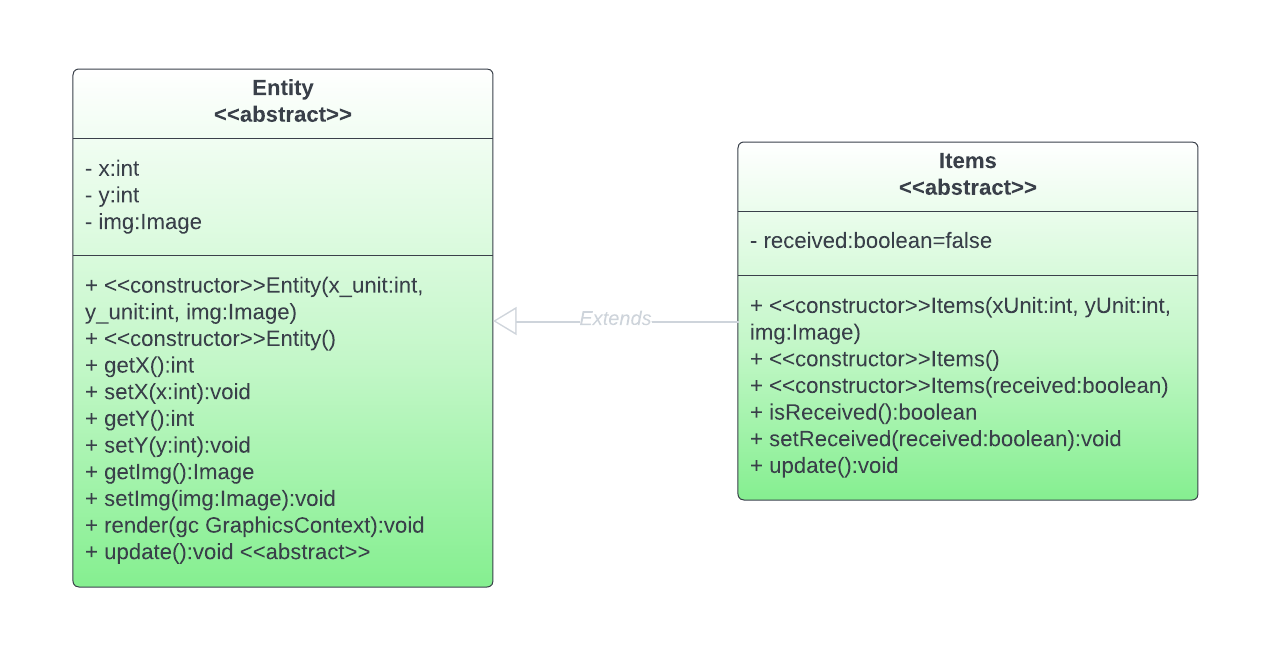 Entity
<<abstract>>
- x:int
- y:int
- img:Image
+ <<constructor>>Entity(x_unit:int,
y_unit:int, img:Image)
+ <<constructor>>Entity()
+ getX():int
+ setX(x:int):void
+ getY():int
+ setY(y:int):void
+ getImg():Image
+ setImg(img:Image):void
+ render(gc GraphicsContext):void
+ update():void <<abstract>>
Extends
Items
<<abstract>>
- received:boolean=false
+ <<constructor>>Items(xUnit:int, yUnit:int,
img:Image)
+ <<constructor>>Items()
+ <<constructor>>Items(received:boolean)
+ isReceived():boolean
+ setReceived(received:boolean):void
+ update():void